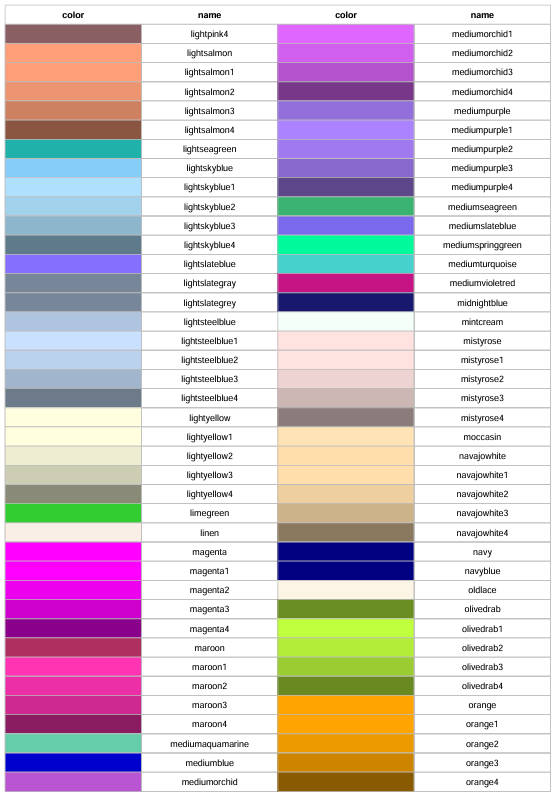 color name color name
lightpink4 mediumorchid1
lightsalmon mediumorchid2
lightsalmon1 mediumorchid3
lightsalmon2 mediumorchid4
lightsalmon3 mediumpurple
lightsalmon4 mediumpurple1
lightseagreen mediumpurple2
lightskyblue mediumpurple3
lightskyblue1 mediumpurple4
lightskyblue2 mediumseagreen
lightskyblue3 mediumslateblue
lightskyblue4 mediumspringgreen
lightslateblue mediumturquoise
lightslategray mediumvioletred
lightslategrey midnightblue
lightsteelblue mintcream
lightsteelblue1 mistyrose
lightsteelblue2 mistyrose1
lightsteelblue3 mistyrose2
lightsteelblue4 mistyrose3
lightyellow mistyrose4
lightyellow1 moccasin
lightyellow2 navajowhite
lightyellow3 navajowhite1
lightyellow4 navajowhite2
limegreen navajowhite3
linen navajowhite4
magenta navy
magenta1 navyblue
magenta2 oldlace
magenta3 olivedrab
magenta4 olivedrab1
maroon olivedrab2
maroon1 olivedrab3
maroon2 olivedrab4
maroon3 orange
maroon4 orange1
mediumaquamarine orange2
mediumblue orange3
mediumorchid orange4